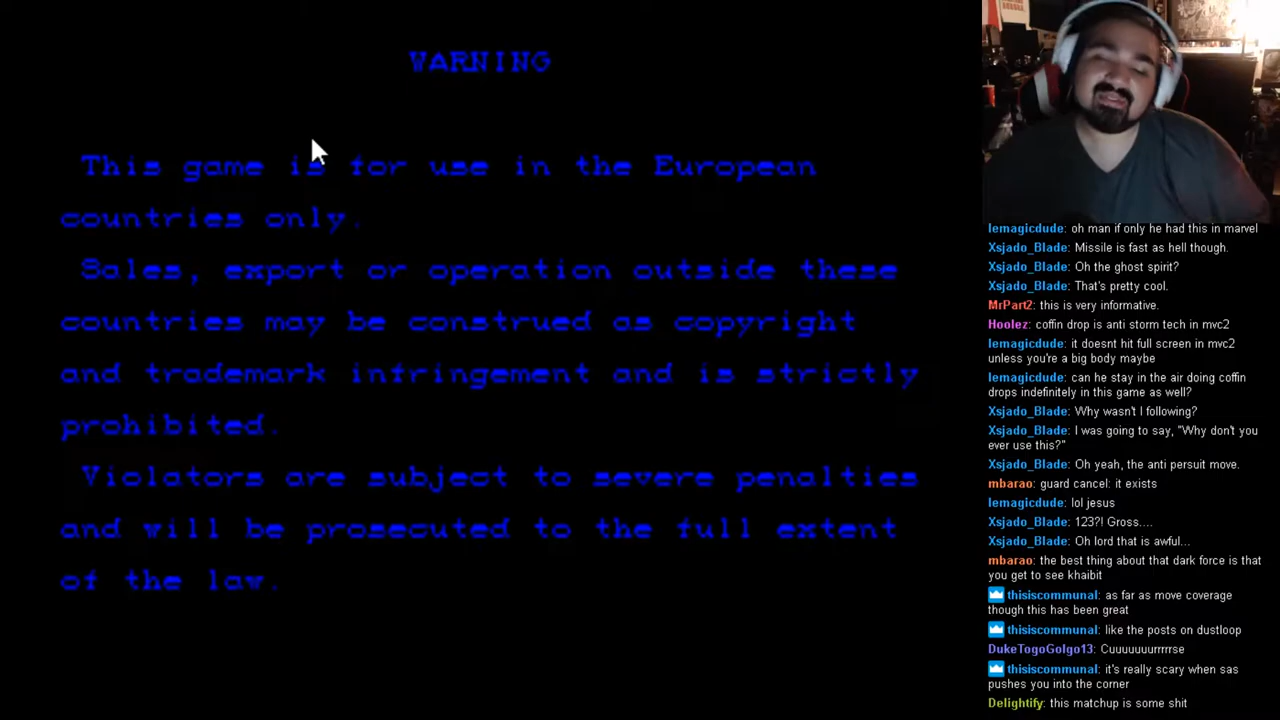 WARNING
This game is for use in the European
countries only.
Sales, export or operation outside these
countries may be construed as copyright
and trademark infringement and is strictly
prohibited.
Violators are subject to severe penalties
and will be prosecuted to the full extent
of the law.
lemagicdude: oh man if only he had this in marvel
Xsjado_Blade: Missile is fast as hell though.
Xsjado_Blade: Oh the ghost spirit?
Xsjado_Blade: That's pretty cool.
MrPart2: this is very informative.
Hoolez: coffin drop is anti storm tech in mvc2
lemagicdude: it doesnt hit full screen in mvc2
unless you're a big body maybe
lemagicdude: can he stay in the air doing coffin
drops indefinitely in this game as well?
Xsjado_Blade: Why wasn't I following?
Xsjado_Blade: I was going to say, "Why don't you
ever use this?"
Xsjado_Blade: Oh yeah, the anti persuit move.
mbarao: guard cancel: it exists
lemagicdude: lol jesus
Xsjado_Blade: 123?! Gross....
Xsjado_Blade: Oh lord that is awful...
mbarao: the best thing about that dark force is that
you get to see khaibit
thisiscommunal: as far as move coverage
though this has been great
thisiscommunal: like the posts on dustloop
DukeTogoGolgo13: Cuuuuuuurrrrrse
thisiscommunal: it's really scary when sas
pushes you into the corner
Delightify: this matchup is some shit